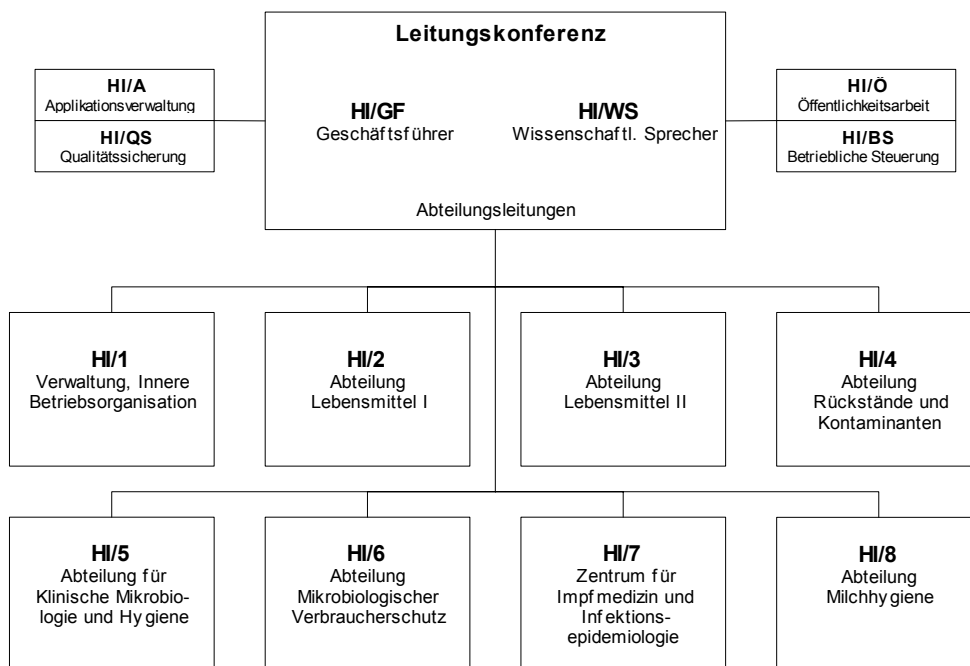 Leitungskonferenz
HI/A
Applikationsverwaltung
HI/QS
Qualitätssicherung
HI/GF
Geschäftsführer
HI/WS
Wissenschaftl. Sprecher
HI/Ö
Öffentlichkeitsarbeit
HI/BS
Betriebliche Steuerung
Abteilungsleitungen
HI/1
Verwaltung, Innere
Betriebsorganisation
HI/2
Abteilung
Lebensmittel I
HI/3
Abteilung
Lebensmittel II
HI/4
Abteilung
Rückstände und
Kontaminanten
HI/5
Abteilung für
Klinische Mikrobio-
logie und Hygiene
HI/6
Abteilung
Mikrobiologischer
Verbraucherschutz
HI/7
Zentrum für
Impfmedizin und
Infektions-
epidemiologie
HI/8
Abteilung
Milchhygiene